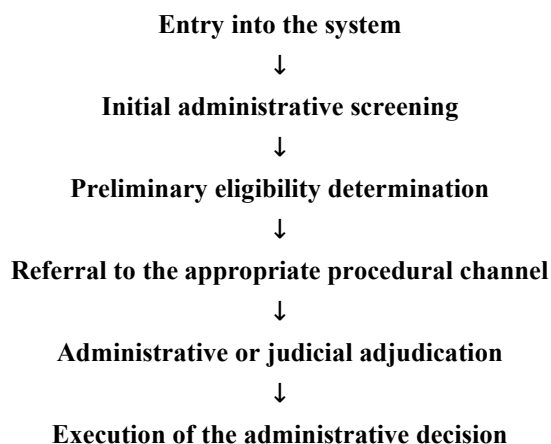 Entry into the system
↓
Initial administrative screening
↓
Preliminary eligibility determination
↓
Referral to the appropriate procedural channel
↓
Administrative or judicial adjudication
↓
Execution of the administrative decision